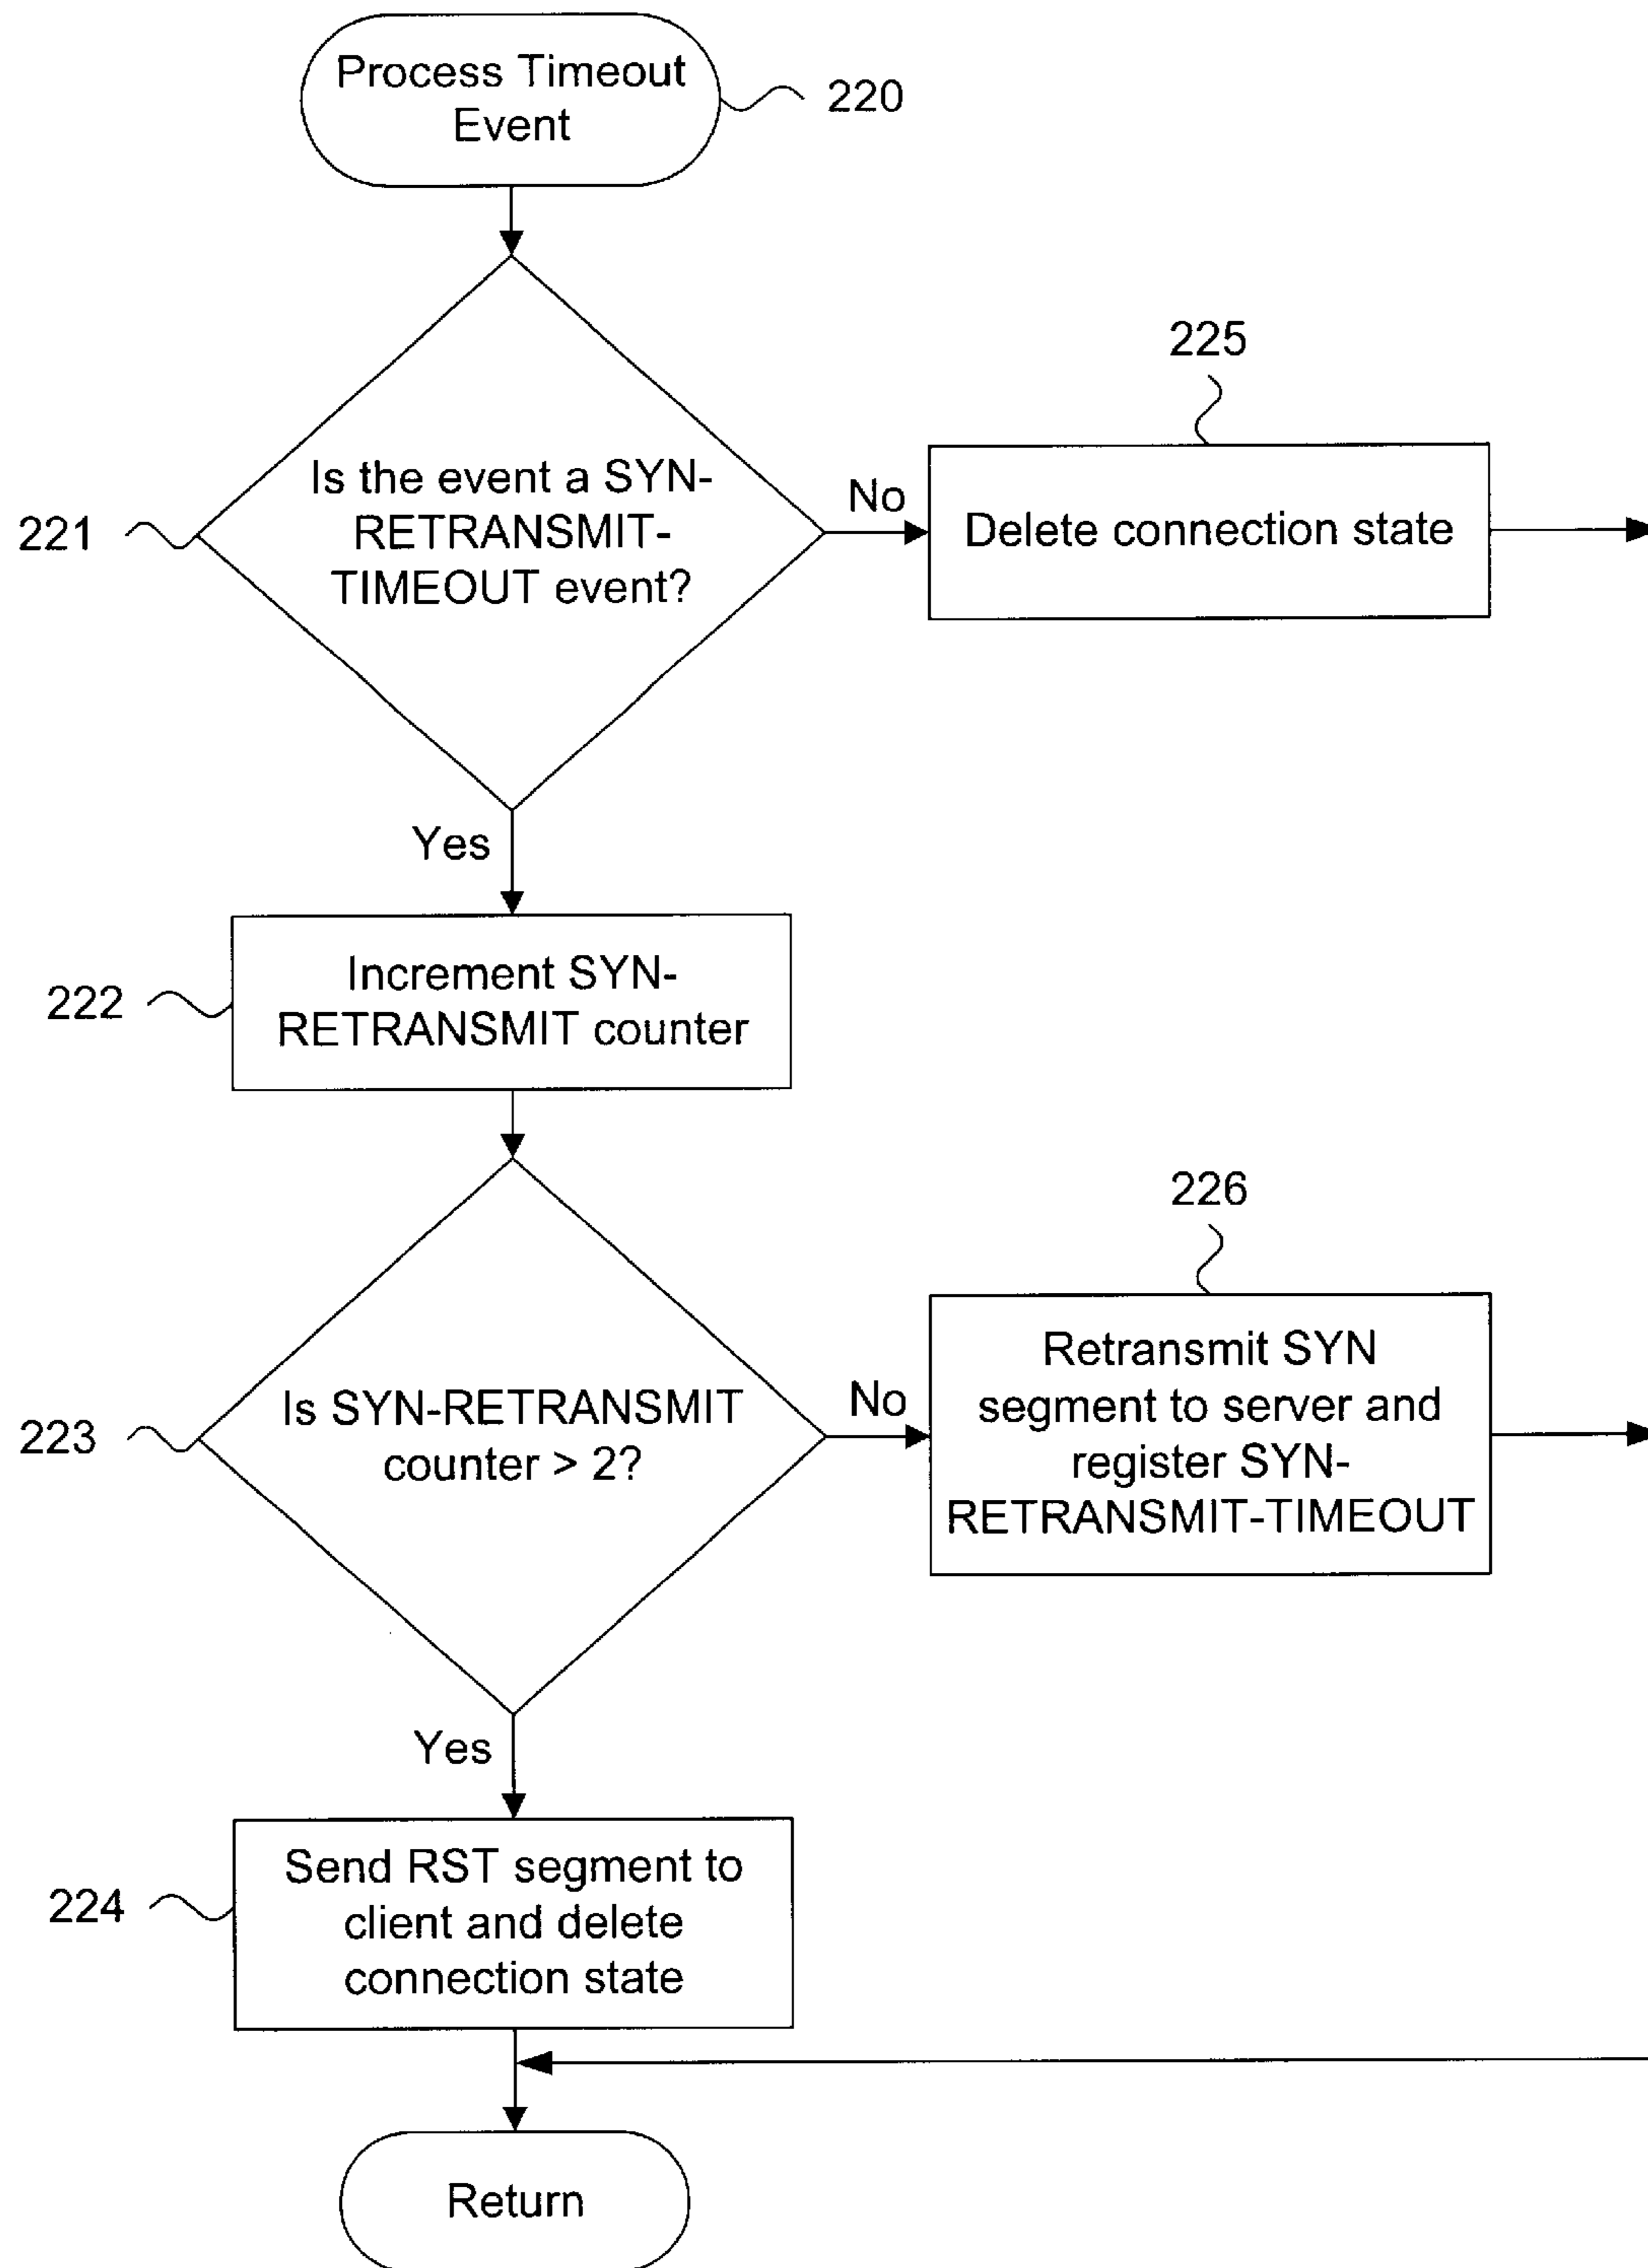 Process Timeout
Event
220
225
Is the event a SYN-
RETRANSMIT-
TIMEOUT event?
221
No
Delete connection state
Yes
Increment SYN-
RETRANSMIT counter
222
226
Is SYN-RETRANSMIT
counter > 2?
223
No
Retransmit SYN
segment to server and
register SYN-
RETRANSMIT-TIMEOUT
Yes
Send RST segment to
client and delete
connection state
224
Return